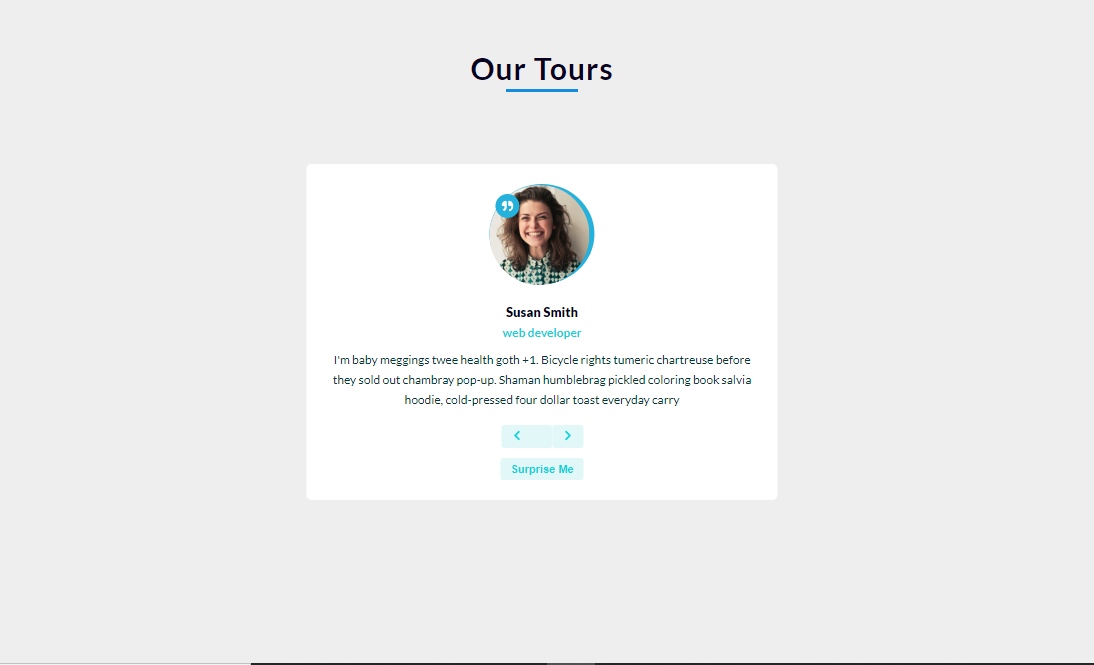 Our Tours
Susan Smith
web developer
I'm baby meggings twee health goth +1. Bicycle rights tumeric chartreuse before
they sold out chambray pop-up. Shaman humblebrag pickled coloring book salvia
hoodie, cold-pressed four dollar toast everyday carry
Surprise Me